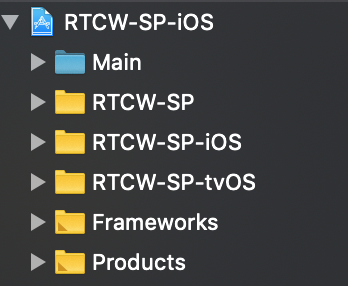 RTCW-SP-iOS
Main
RTCW-SP
RTCW-SP-iOS
RTCW-SP-tvOS
Frameworks
Products